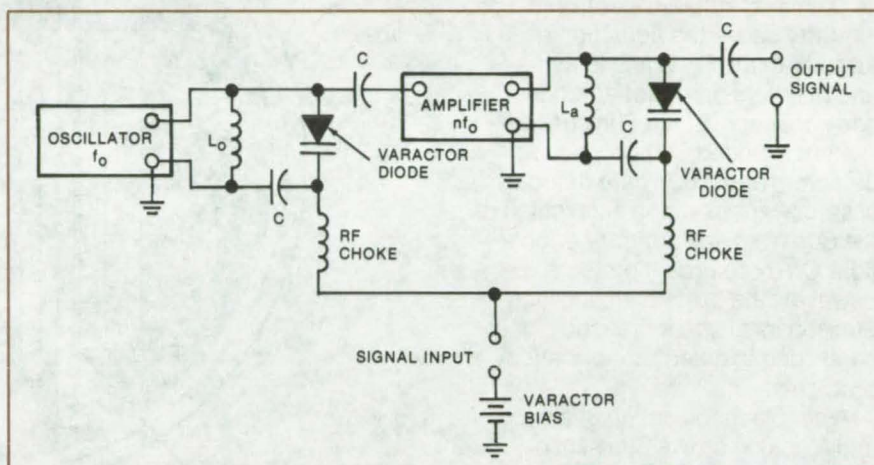 C
OSCILLATOR
f₀
L₀
C
VARACTOR
DIODE
RF
CHOKE
AMPLIFIER
nf₀
Lₐ
C
C
OUTPUT
SIGNAL
VARACTOR
DIODE
RF
CHOKE
SIGNAL INPUT
VARACTOR
BIAS